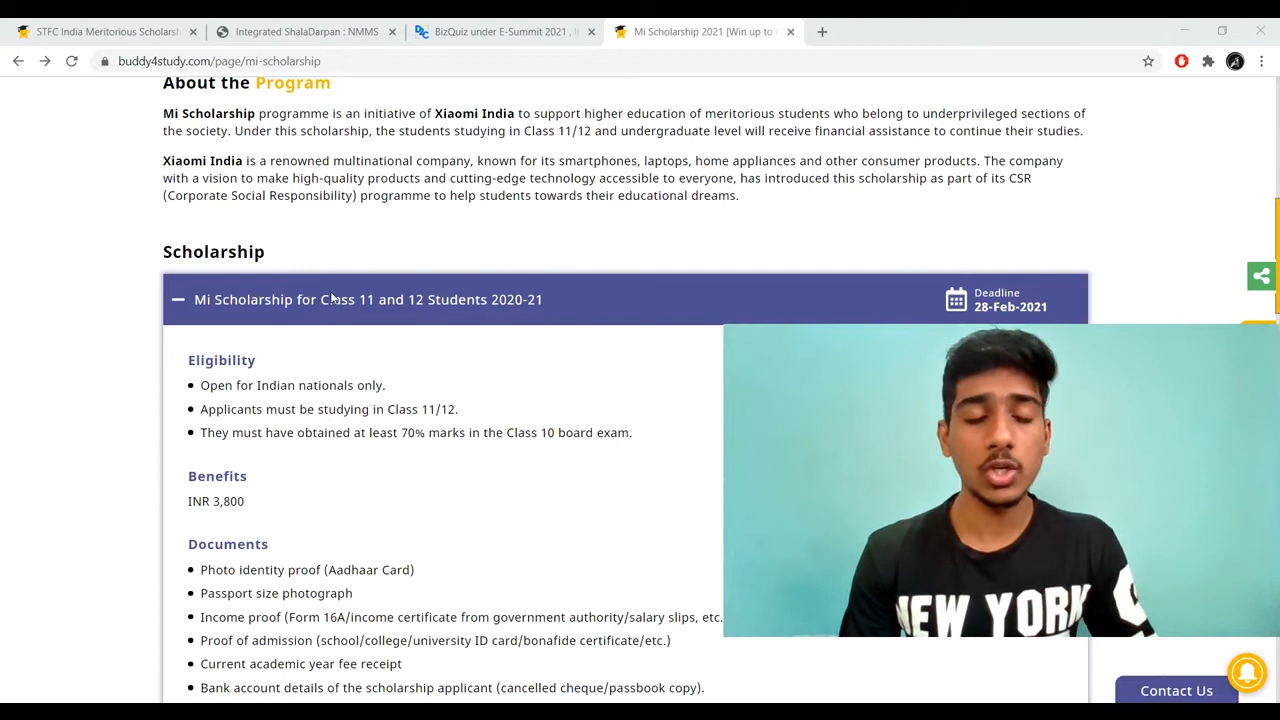 STFC India Meritorious Scholarsh
Integrated ShalaDarpan : NMMS
BizQuiz under E-Summit 2021 , I
Mi Scholarship 2021 [Win up to
buddy4study.com/page/mi-scholarship
About the Program
Mi Scholarship programme is an initiative of Xiaomi India to support higher education of meritorious students who belong to underprivileged sections of
the society. Under this scholarship, the students studying in Class 11/12 and undergraduate level will receive financial assistance to continue their studies.
Xiaomi India is a renowned multinational company, known for its smartphones, laptops, home appliances and other consumer products. The company
with a vision to make high-quality products and cutting-edge technology accessible to everyone, has introduced this scholarship as part of its CSR
(Corporate Social Responsibility) programme to help students towards their educational dreams.
Scholarship
Mi Scholarship for Class 11 and 12 Students 2020-21
Deadline
28-Feb-2021
Eligibility
Open for Indian nationals only.
Applicants must be studying in Class 11/12.
They must have obtained at least 70% marks in the Class 10 board exam.
Benefits
INR 3,800
Documents
Photo identity proof (Aadhaar Card)
Passport size photograph
Income proof (Form 16A/income certificate from government authority/salary slips, etc.
Proof of admission (school/college/university ID card/bonafide certificate/etc.)
Current academic year fee receipt
Bank account details of the scholarship applicant (cancelled cheque/passbook copy).
NEW YORK
Contact Us